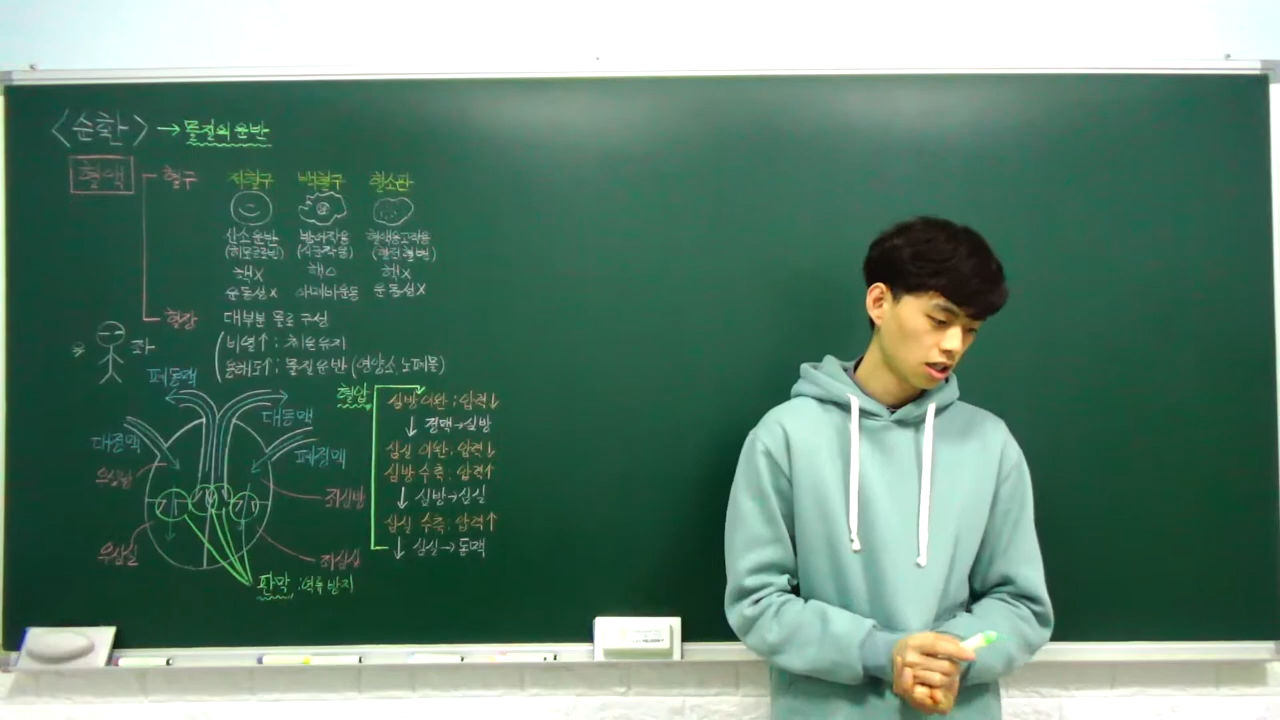 <순환> → 물질의 운반
혈액 혈구 적혈구 백혈구 혈소판
산소운반 방어작용 혈액응고작용
(헤모글로빈) (식균작용) (혈전형성)
핵X 핵O 핵X
운동성X 아메바운동 운동성X
혈장 대부분 물로 구성
비열↑: 체온유지
용해도↑: 물질운반 (영양소, 노폐물)
좌
폐동맥
대동맥
대정맥
폐정맥
우심방
좌심방
우심실
좌심실
판막 : 역류 방지
혈압
심방 이완 : 압력↓
↓ 정맥→심방
심실 이완 : 압력↓
심방 수축 : 압력↑
↓ 심방→심실
심실 수축 : 압력↑
↓ 심실→동맥